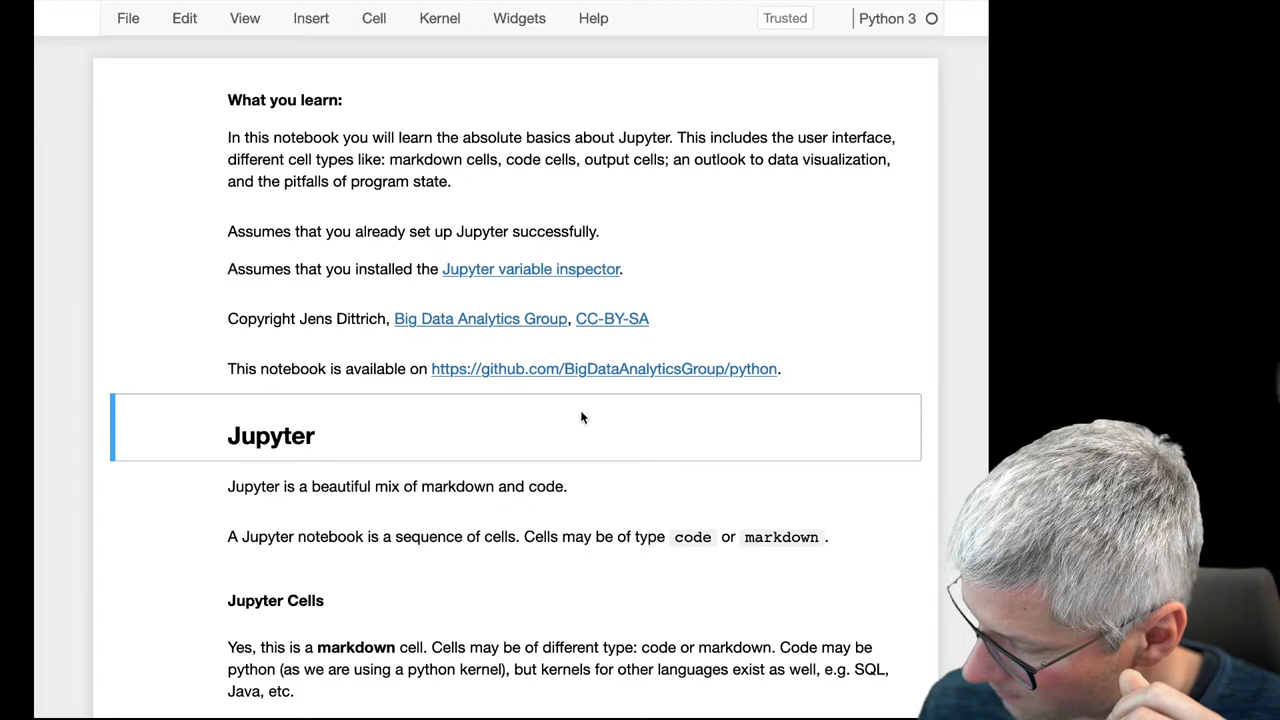 File Edit View Insert Cell Kernel Widgets Help Trusted Python 3
What you learn:
In this notebook you will learn the absolute basics about Jupyter. This includes the user interface,
different cell types like: markdown cells, code cells, output cells; an outlook to data visualization,
and the pitfalls of program state.
Assumes that you already set up Jupyter successfully.
Assumes that you installed the Jupyter variable inspector.
Copyright Jens Dittrich, Big Data Analytics Group, CC-BY-SA
This notebook is available on https://github.com/BigDataAnalyticsGroup/python.
Jupyter
Jupyter is a beautiful mix of markdown and code.
A Jupyter notebook is a sequence of cells. Cells may be of type code or markdown.
Jupyter Cells
Yes, this is a markdown cell. Cells may be of different type: code or markdown. Code may be
python (as we are using a python kernel), but kernels for other languages exist as well, e.g. SQL,
Java, etc.